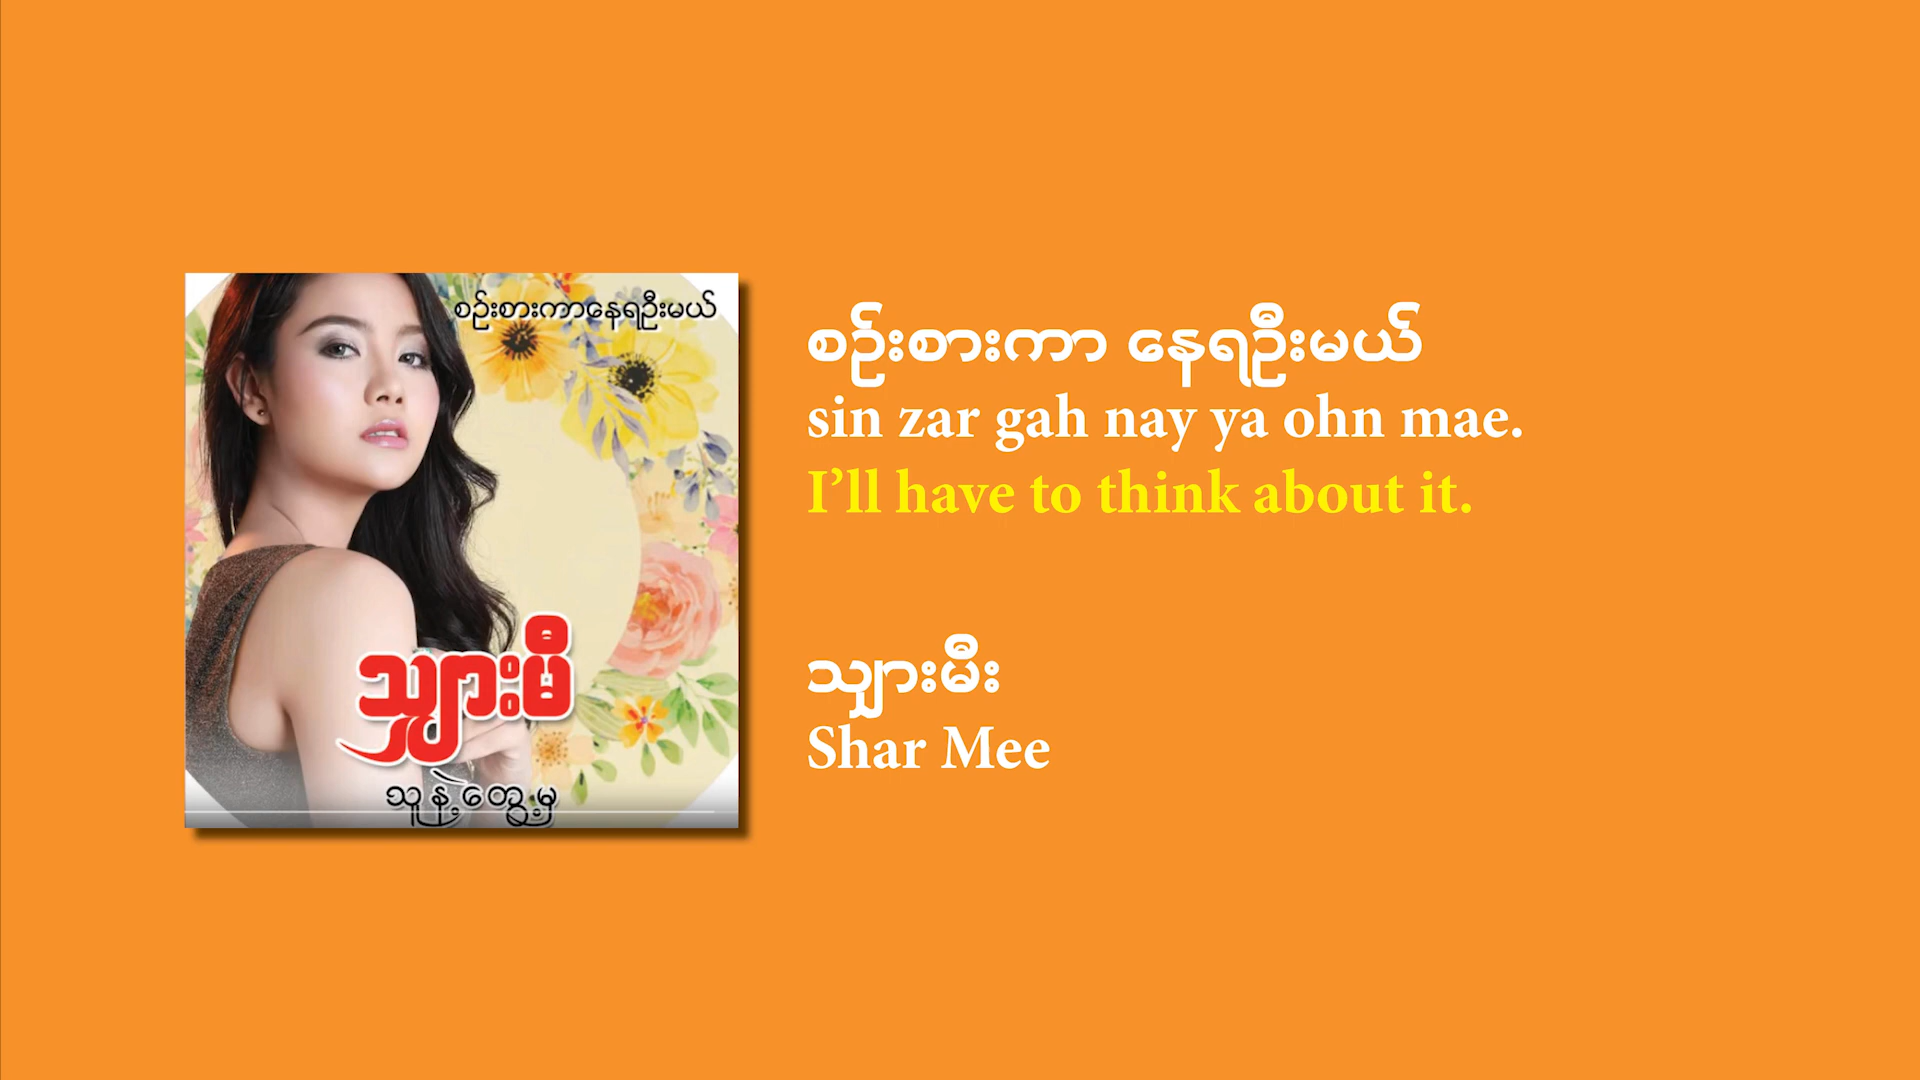 စဉ်းစားကာနေရဦးမယ်
သျှားမီ
သူနဲ့တွေ့မှ
စဉ်းစားကာ နေရဦးမယ်
sin zar gah nay ya ohn mae.
I’ll have to think about it.
သျှားမီး
Shar Mee